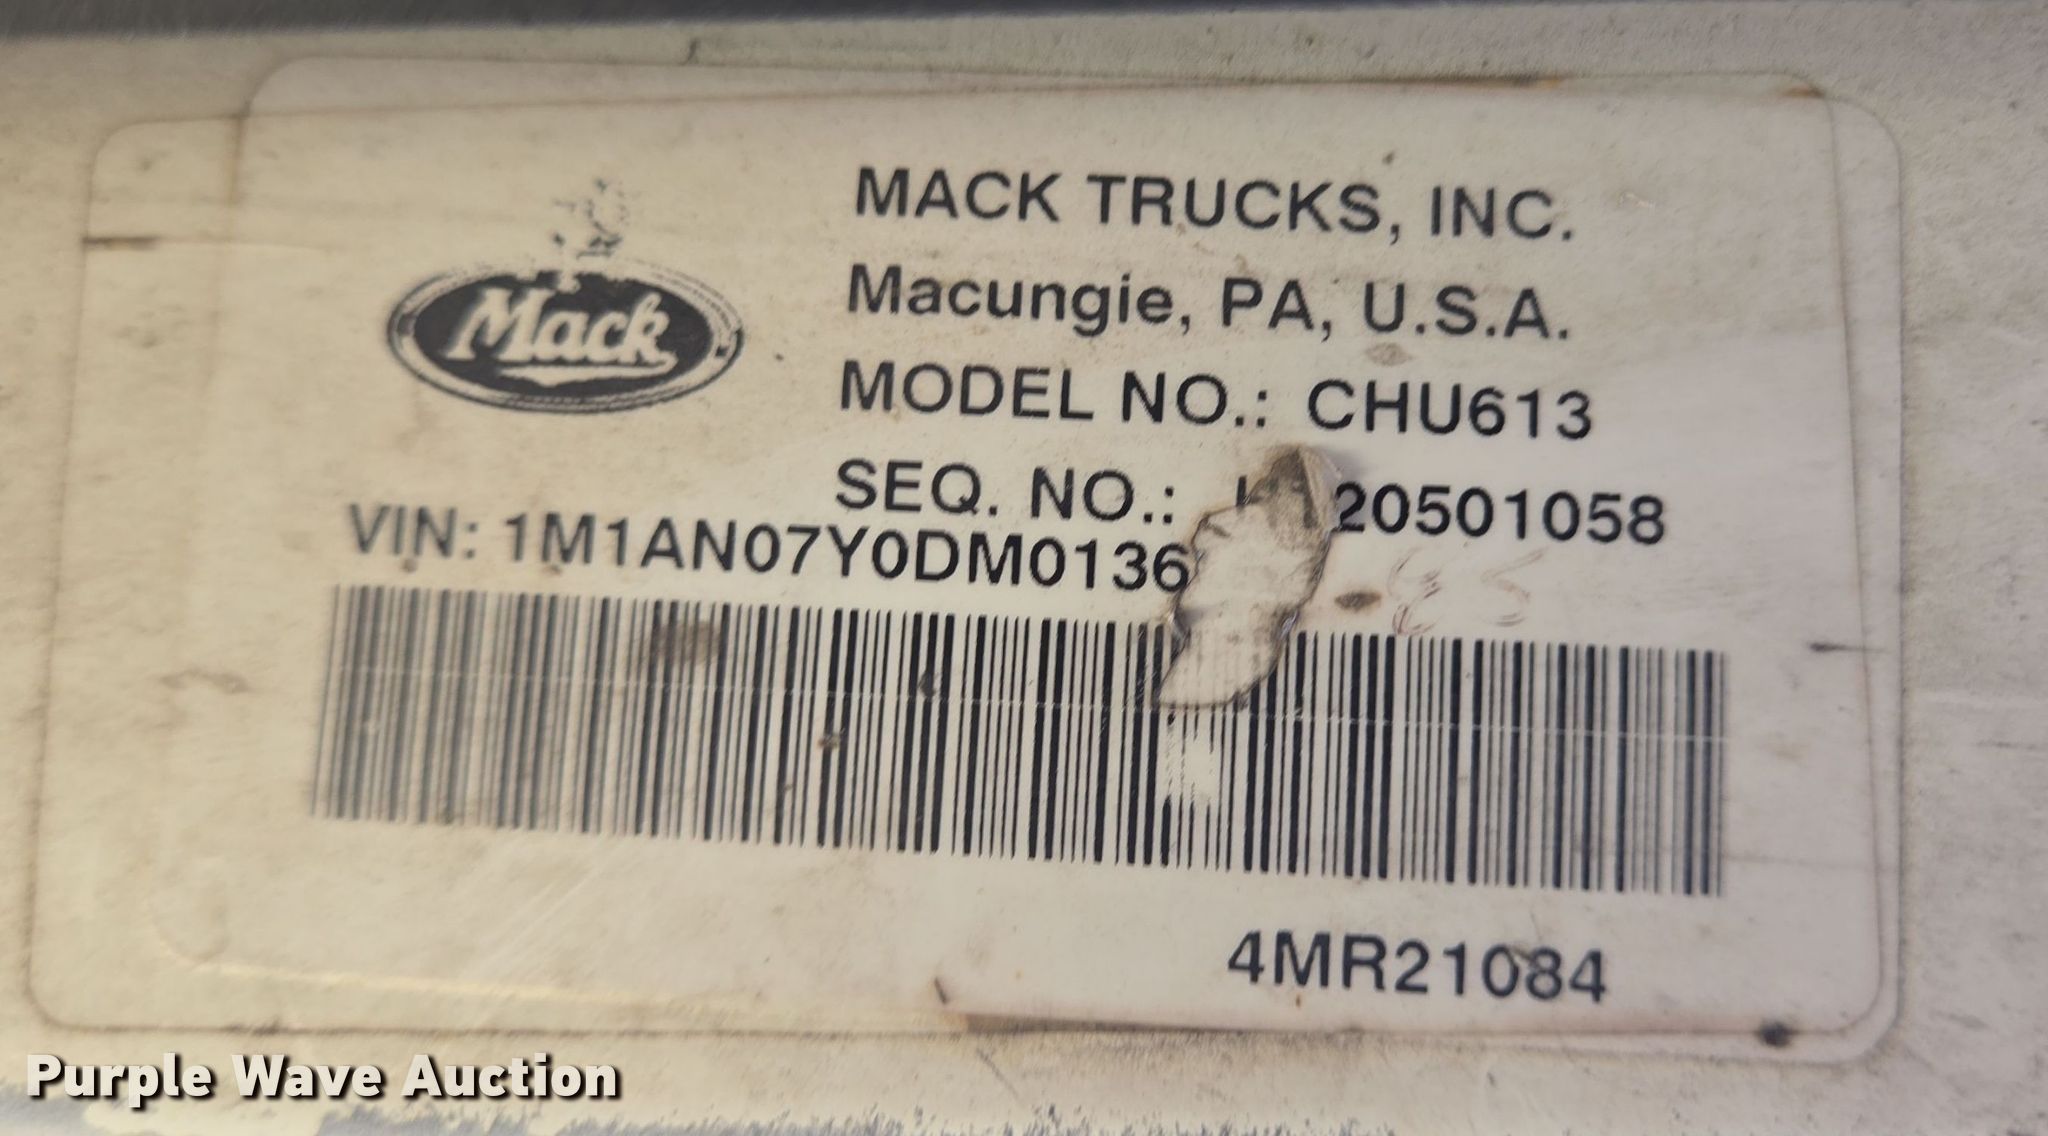 MACK TRUCKS, INC.
Mack
Macungie, PA, U.S.A.
MODEL NO.: CHU613
SEQ. NO.: 20501058
VIN: 1M1AN07Y0DM0136
4MR21084
Purple Wave Auction